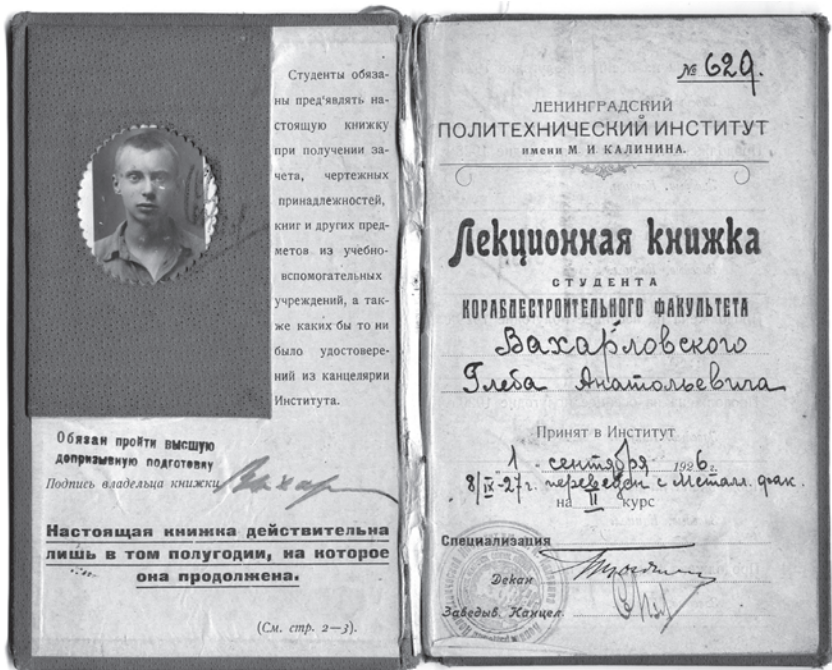 Студенты обяза-
ны пред'являть на-
стоящую книжку
при получении за-
чета, чертежных
принадлежностей,
книг и других пред-
метов из учебно-
вспомогательных
учреждений, а так-
же каких бы то ни
было удостовере-
ний из канцелярии
Института.
Обязан пройти высшую
допризывную подготовку
Подпись владельца книжки
Настоящая книжка действительна
лишь в том полугодии, на которое
она продолжена.
(См. стр. 2—3).
№ 629.
ЛЕНИНГРАДСКИЙ
ПОЛИТЕХНИЧЕСКИЙ ИНСТИТУТ
имени М. И. КАЛИНИНА.
Лекционная книжка
СТУДЕНТА
КОРАБЛЕСТРОИТЕЛЬНОГО ФАКУЛЬТЕТА
Вахарловского
Глеба Анатольевича
Принят в Институт
1 - сентября 1926 г.
8/IX-27 г. переведен с Металл. фак.
на II курс
Специализация
Декан
Заведыв. Канцел.